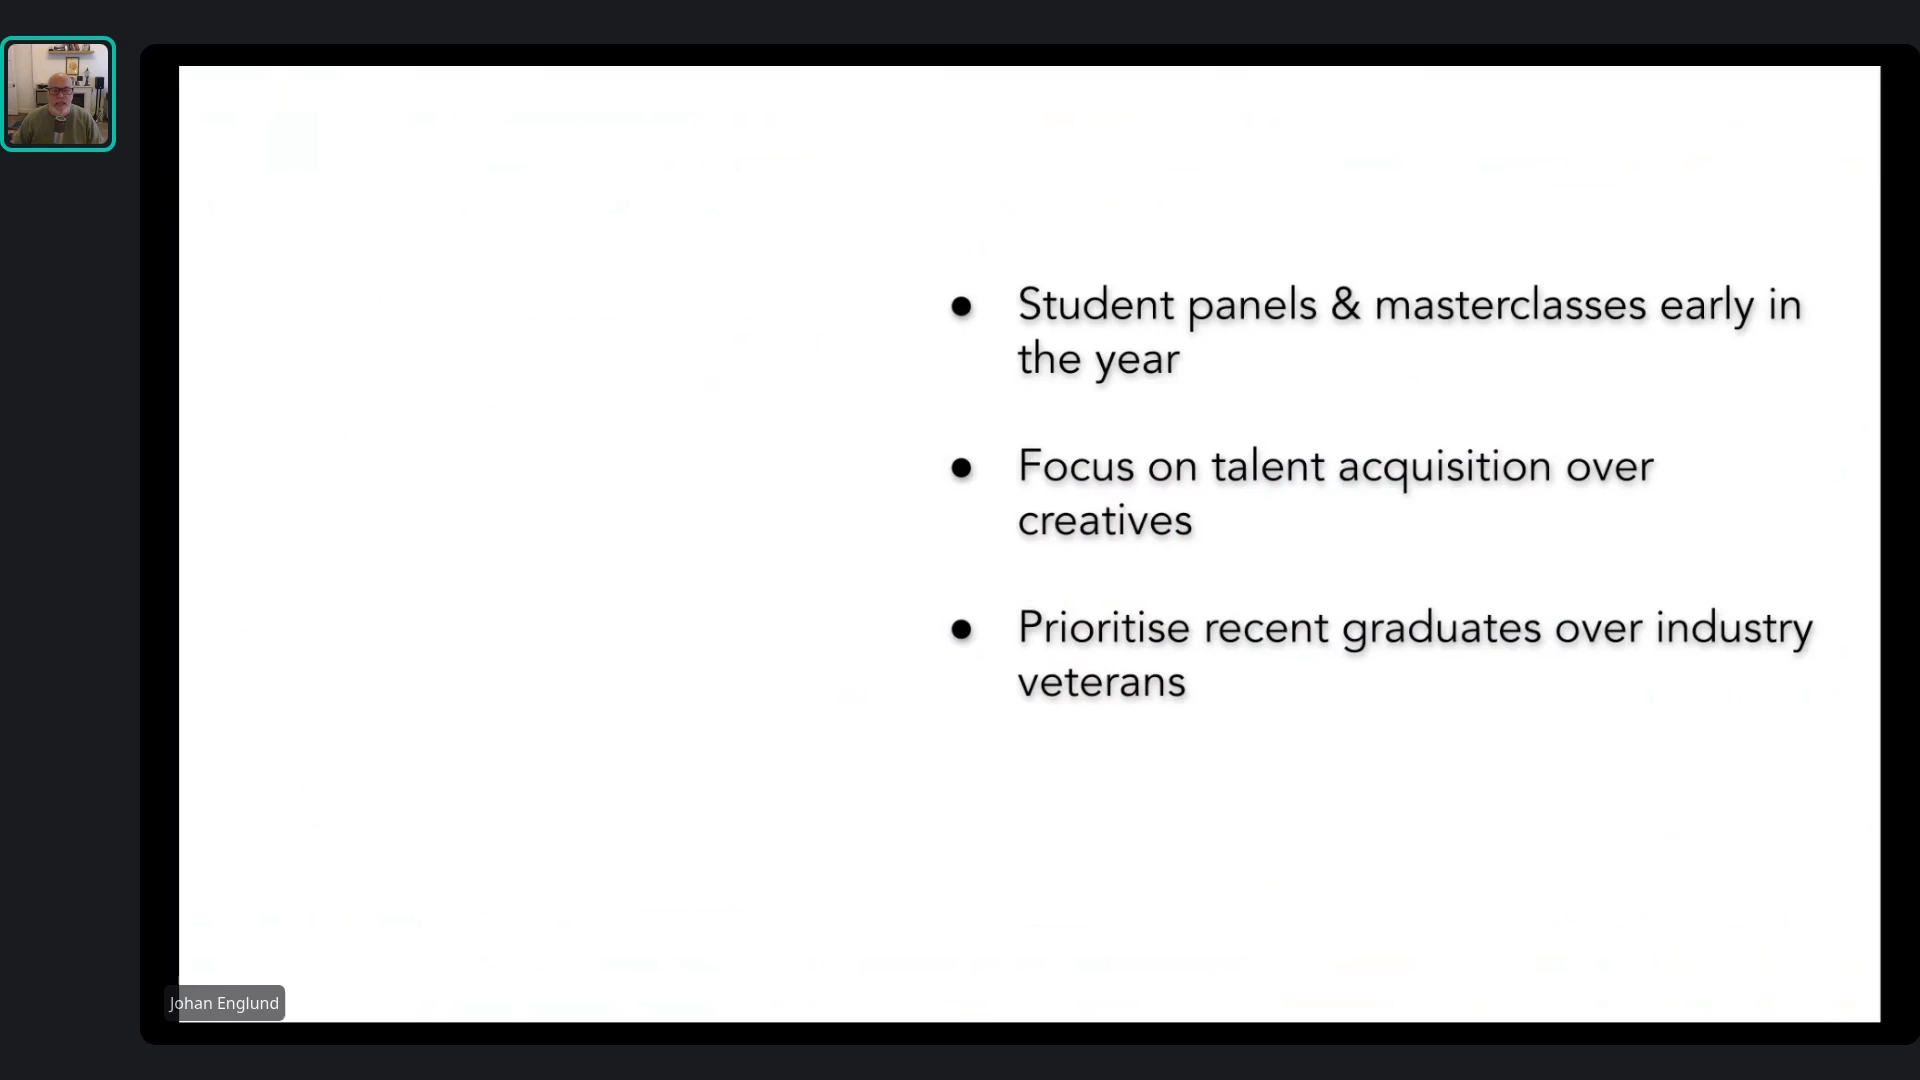 ● Student panels & masterclasses early in
the year
● Focus on talent acquisition over
creatives
● Prioritise recent graduates over industry
veterans
Johan Englund